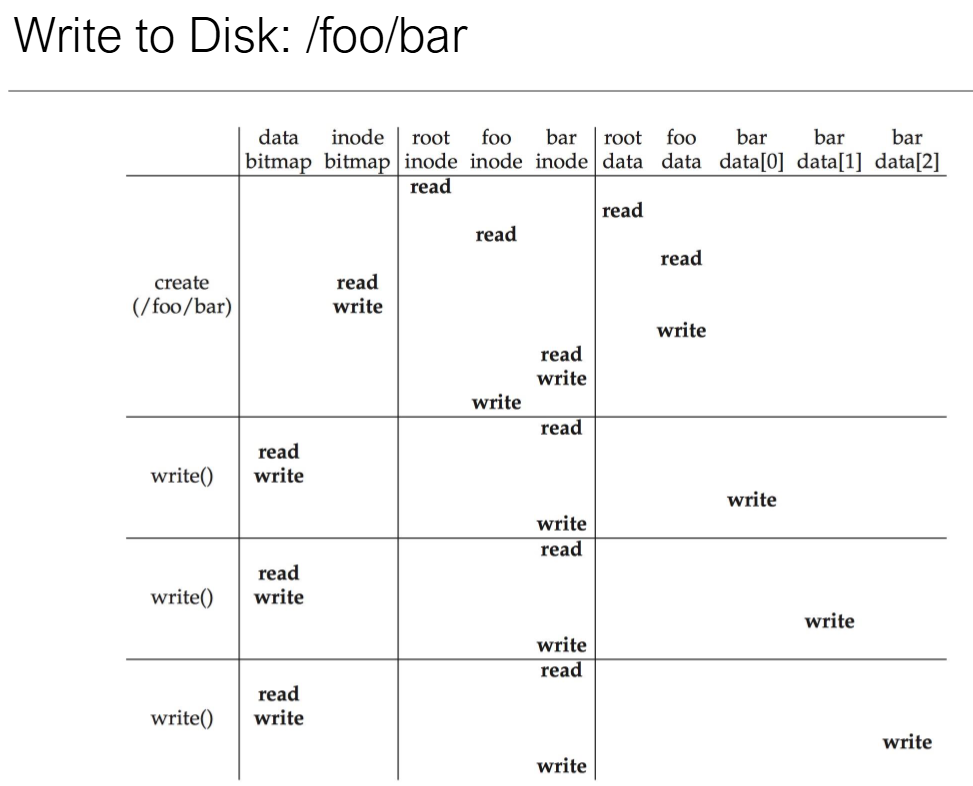 Write to Disk: /foo/bar
data inode root foo bar root foo bar bar bar
bitmap bitmap inode inode inode data data data[0] data[1] data[2]
read
read
read
read
create read
(/foo/bar) write
write
read
write
write
read
read
write() write
write
write
read
read
write() write
write
write
read
read
write() write
write
write